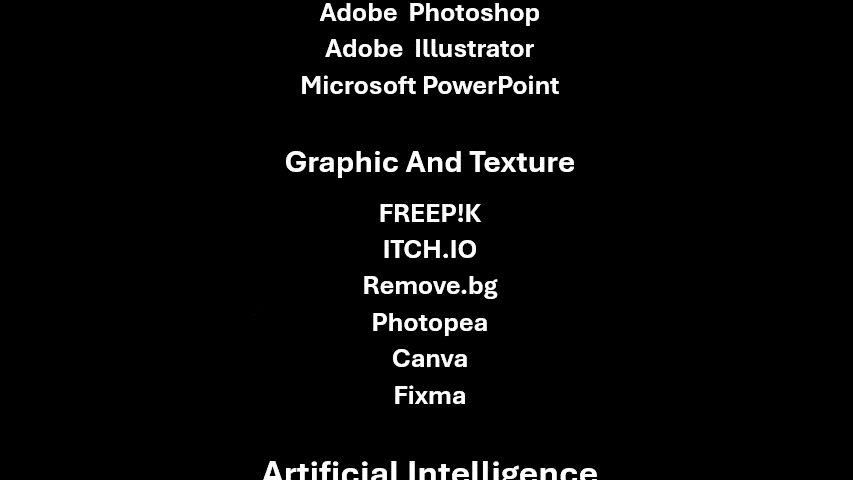 Adobe Photoshop
Adobe Illustrator
Microsoft PowerPoint
Graphic And Texture
FREEP!K
ITCH.IO
Remove.bg
Photopea
Canva
Fixma
Artificial Intelligence